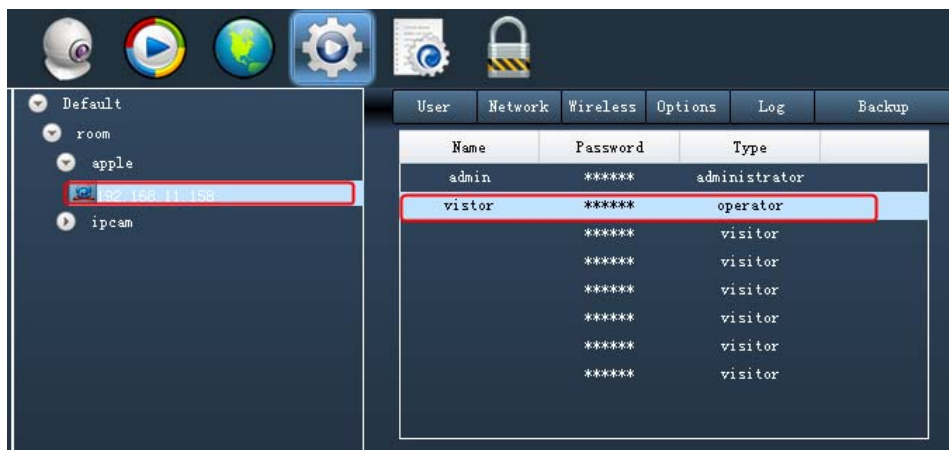 Default
room
apple
192.168.11.158
ipcam
User Network Wireless Options Log Backup
Name Password Type
admin ****** administrator
vistor ****** operator
****** visitor
****** visitor
****** visitor
****** visitor
****** visitor
****** visitor